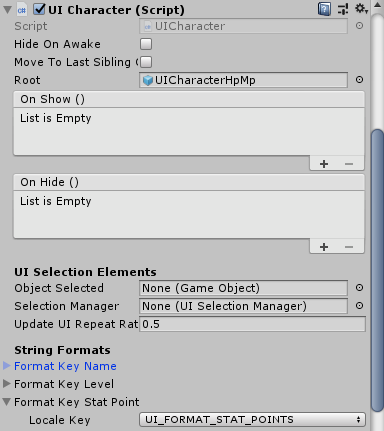 UI Character (Script)
Script UICharacter
Hide On Awake
Move To Last Sibling
Root UICharacterHpMp
On Show ()
List is Empty
+ −
On Hide ()
List is Empty
+ −
UI Selection Elements
Object Selected None (Game Object)
Selection Manager None (UI Selection Manager)
Update UI Repeat Rat 0.5
String Formats
Format Key Name
Format Key Level
Format Key Stat Point
Locale Key UI_FORMAT_STAT_POINTS